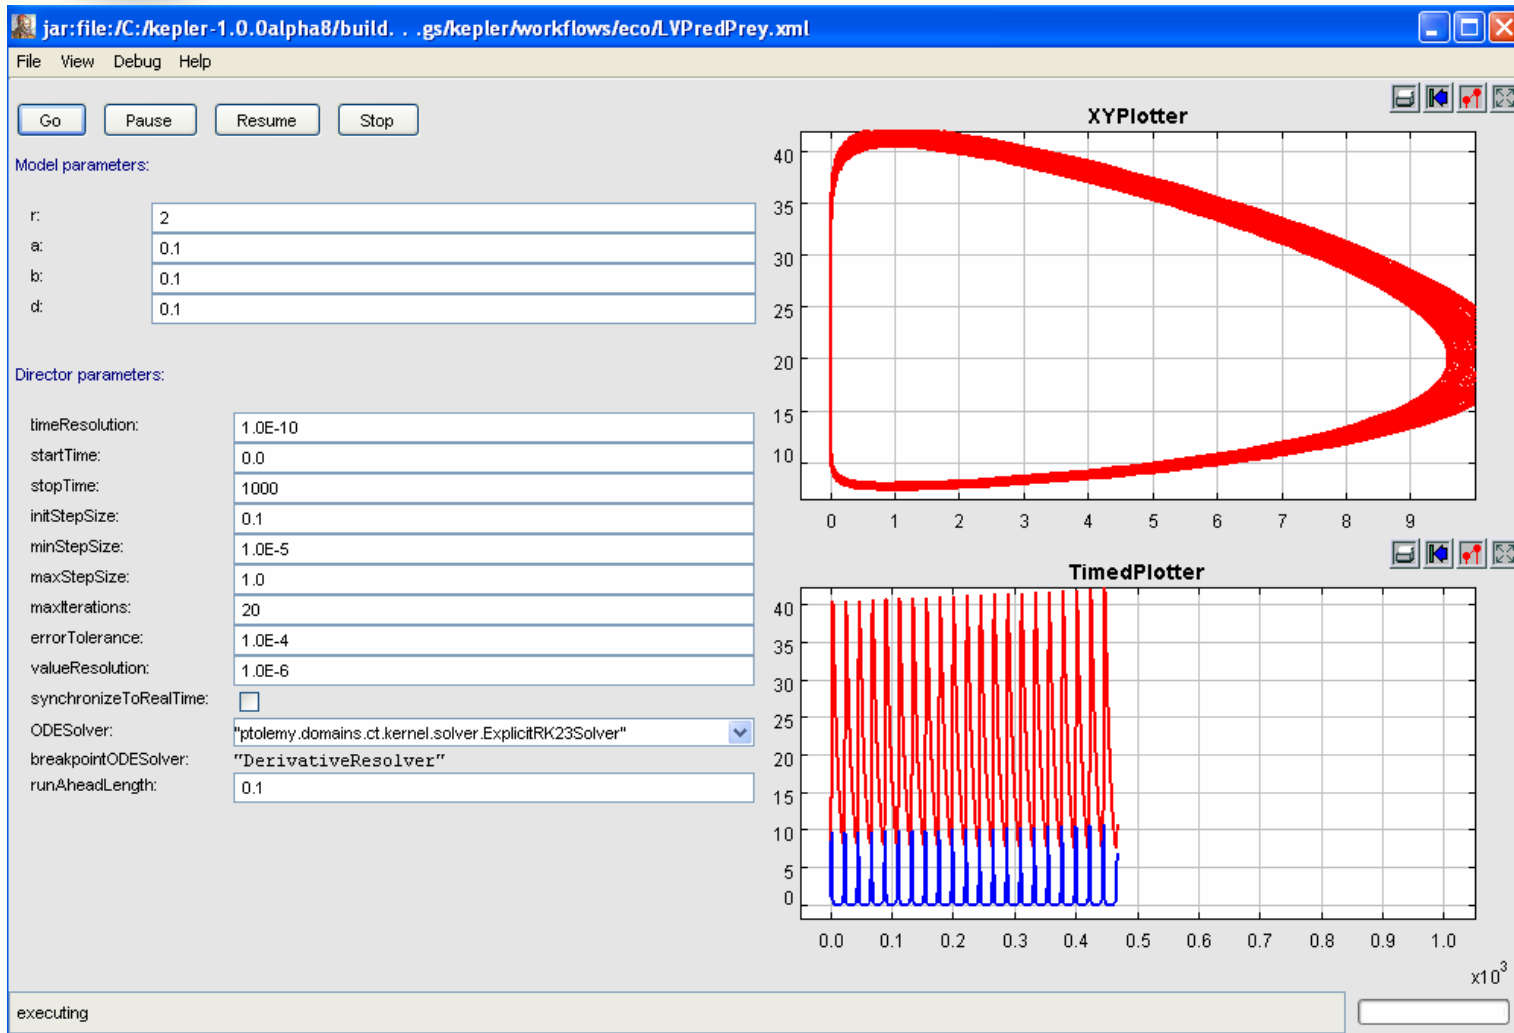 jar:file:/C:/kepler-1.0.0alpha8/build. . .gs/kepler/workflows/eco/LVPredPrey.xml
File View Debug Help
Go Pause Resume Stop
Model parameters:
r: 2
a: 0.1
b: 0.1
d: 0.1
Director parameters:
timeResolution: 1.0E-10
startTime: 0.0
stopTime: 1000
initStepSize: 0.1
minStepSize: 1.0E-5
maxStepSize: 1.0
maxIterations: 20
errorTolerance: 1.0E-4
valueResolution: 1.0E-6
synchronizeToRealTime:
ODESolver: "ptolemy.domains.ct.kernel.solver.ExplicitRK23Solver"
breakpointODESolver: "DerivativeResolver"
runAheadLength: 0.1
XYPlotter
40
35
30
25
20
15
10
0 1 2 3 4 5 6 7 8 9
TimedPlotter
40
35
30
25
20
15
10
5
0
0.0 0.1 0.2 0.3 0.4 0.5 0.6 0.7 0.8 0.9 1.0
x10³
executing